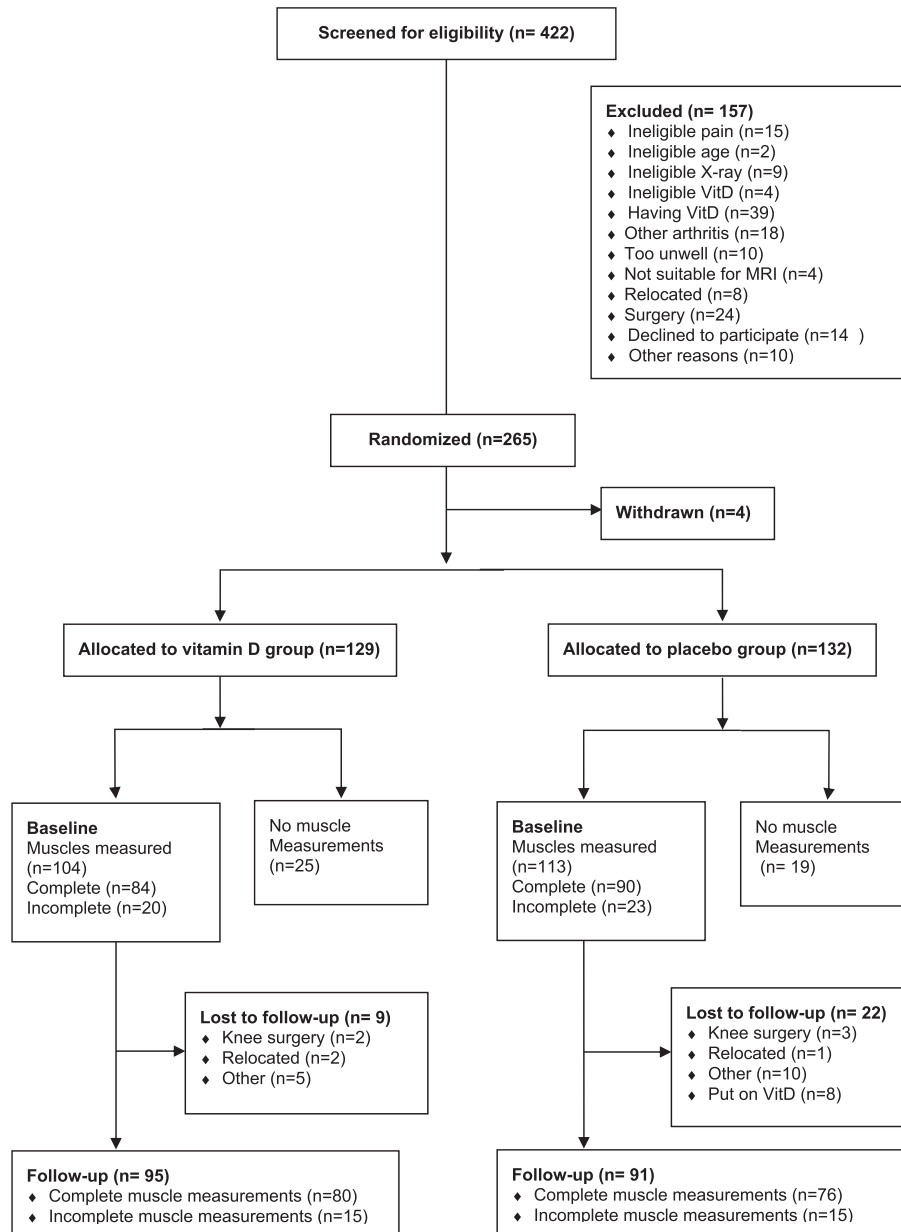 Screened for eligibility (n= 422)
Excluded (n= 157)
♦ Ineligible pain (n=15)
♦ Ineligible age (n=2)
♦ Ineligible X-ray (n=9)
♦ Ineligible VitD (n=4)
♦ Having VitD (n=39)
♦ Other arthritis (n=18)
♦ Too unwell (n=10)
♦ Not suitable for MRI (n=4)
♦ Relocated (n=8)
♦ Surgery (n=24)
♦ Declined to participate (n=14 )
♦ Other reasons (n=10)
Randomized (n=265)
Withdrawn (n=4)
Allocated to vitamin D group (n=129)
Allocated to placebo group (n=132)
Baseline
Muscles measured
(n=104)
Complete (n=84)
Incomplete (n=20)
No muscle
Measurements
(n=25)
Baseline
Muscles measured
(n=113)
Complete (n=90)
Incomplete (n=23)
No muscle
Measurements
(n= 19)
Lost to follow-up (n= 9)
♦ Knee surgery (n=2)
♦ Relocated (n=2)
♦ Other (n=5)
Lost to follow-up (n= 22)
♦ Knee surgery (n=3)
♦ Relocated (n=1)
♦ Other (n=10)
♦ Put on VitD (n=8)
Follow-up (n= 95)
♦ Complete muscle measurements (n=80)
♦ Incomplete muscle measurements (n=15)
Follow-up (n= 91)
♦ Complete muscle measurements (n=76)
♦ Incomplete muscle measurements (n=15)